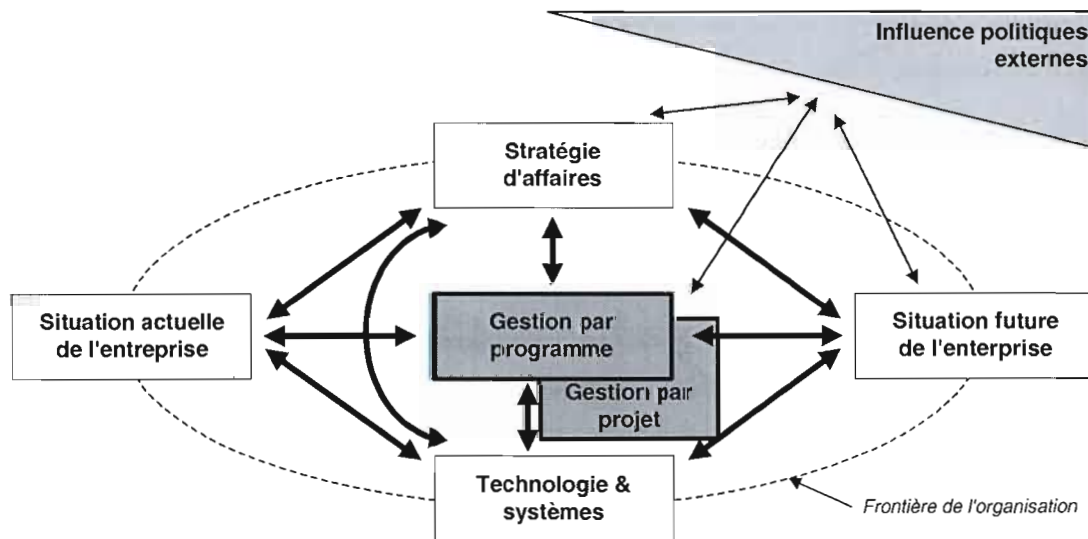 Influence politiques
externes
Stratégie
d'affaires
Situation actuelle
de l'entreprise
Gestion par
programme
Situation future
de l'enterprise
Gestion par
projet
Technologie &
systèmes
Frontière de l'organisation